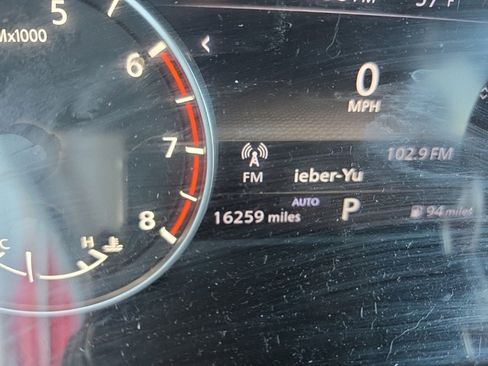 5
Mx1000
6
7
8
C
H
<
0
MPH
102.9 FM
FM
ieber-Yu
AUTO
16259 miles
P
94 miles